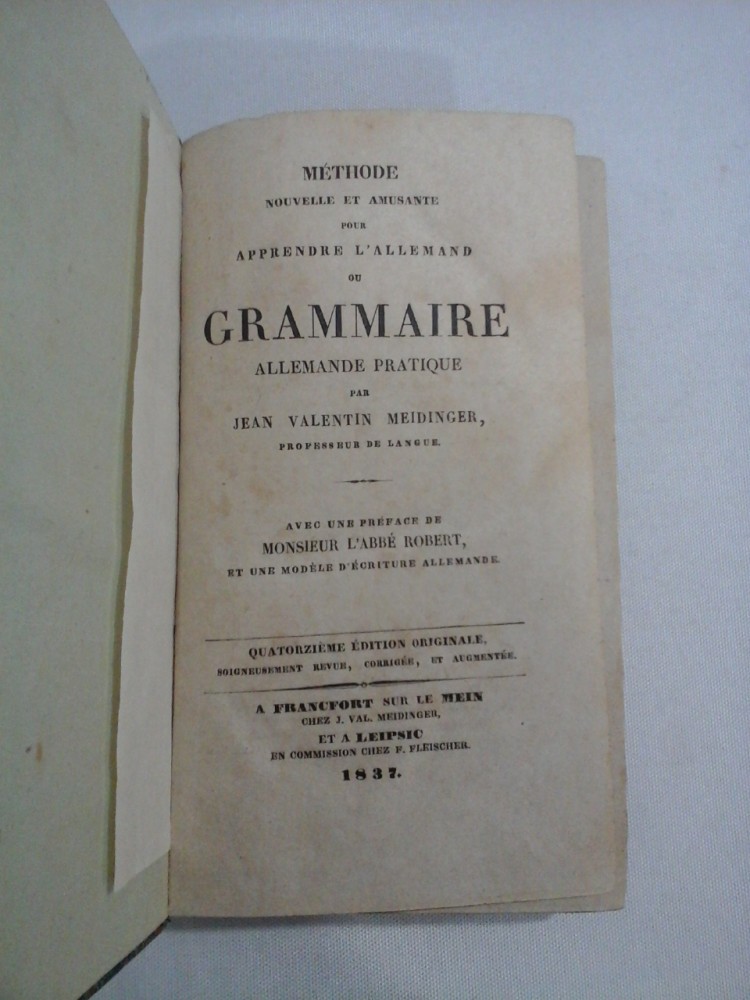 MÉTHODE
NOUVELLE ET AMUSANTE
POUR
APPRENDRE L'ALLEMAND
OU
GRAMMAIRE
ALLEMANDE PRATIQUE
PAR
JEAN VALENTIN MEIDINGER,
PROFESSEUR DE LANGUE.
AVEC UNE PRÉFACE DE
MONSIEUR L'ABBÉ ROBERT,
ET UNE MODÈLE D'ÉCRITURE ALLEMANDE.
QUATORZIÈME ÉDITION ORIGINALE,
SOIGNEUSEMENT REVUE, CORRIGÉE, ET AUGMENTÉE.
A FRANCFORT SUR LE MEIN
CHEZ J. VAL. MEIDINGER,
ET A LEIPSIC
EN COMMISSION CHEZ F. FLEISCHER.
1837.